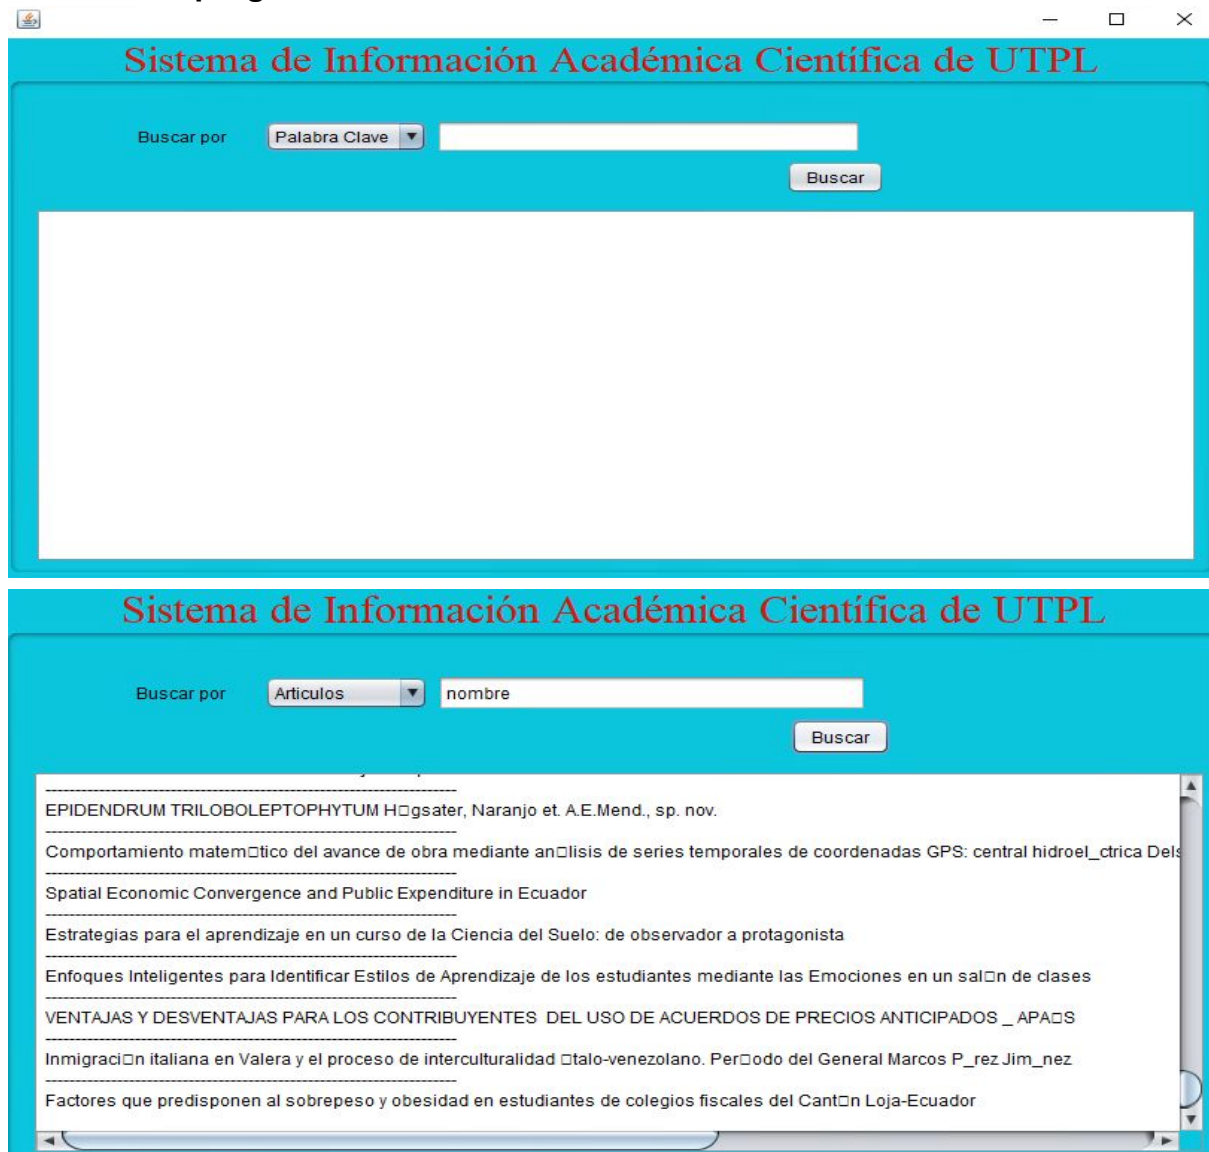 Sistema de Información Académica Científica de UTPL
Buscar por Palabra Clave
Buscar
Sistema de Información Académica Científica de UTPL
Buscar por Articulos nombre
Buscar
EPIDENDRUM TRILOBOLEPTOPHYTUM H□gsater, Naranjo et. A.E.Mend., sp. nov.
Comportamiento matem□tico del avance de obra mediante an□lisis de series temporales de coordenadas GPS: central hidroel_ctrica Dels
Spatial Economic Convergence and Public Expenditure in Ecuador
Estrategias para el aprendizaje en un curso de la Ciencia del Suelo: de observador a protagonista
Enfoques Inteligentes para Identificar Estilos de Aprendizaje de los estudiantes mediante las Emociones en un sal□n de clases
VENTAJAS Y DESVENTAJAS PARA LOS CONTRIBUYENTES DEL USO DE ACUERDOS DE PRECIOS ANTICIPADOS _ APA□S
Inmigraci□n italiana en Valera y el proceso de interculturalidad □talo-venezolano. Per□odo del General Marcos P_rez Jim_nez
Factores que predisponen al sobrepeso y obesidad en estudiantes de colegios fiscales del Cant□n Loja-Ecuador